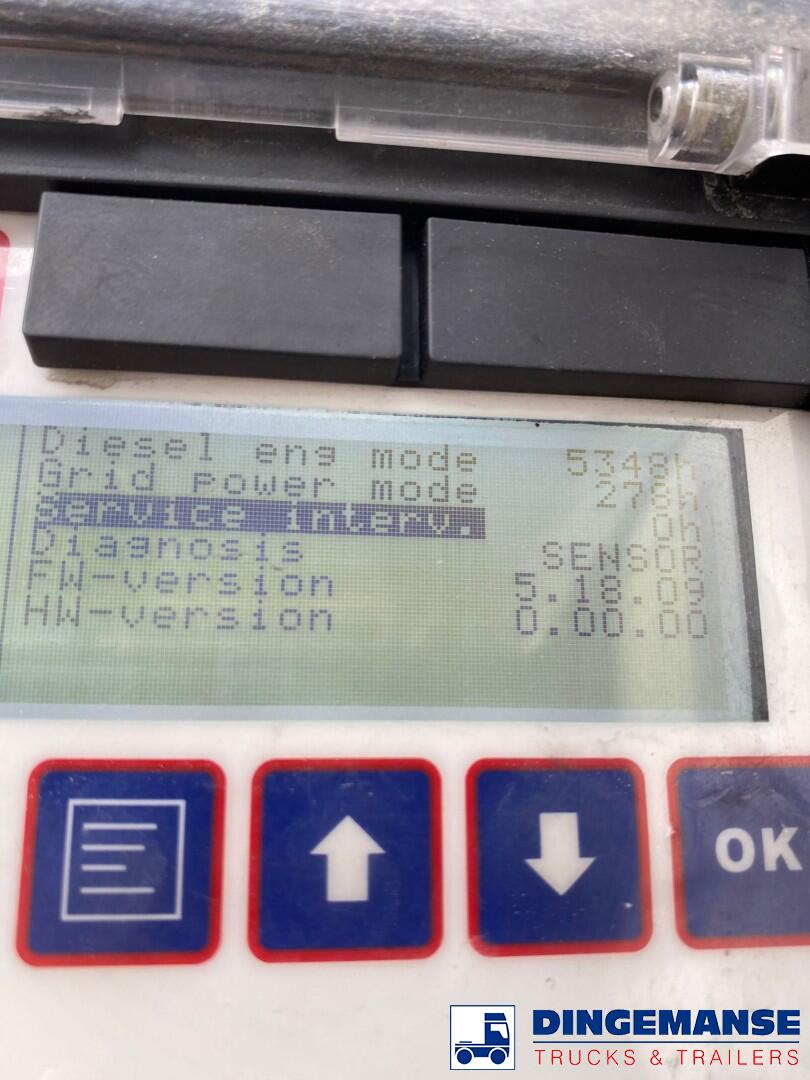 Diesel eng mode 5348h
Grid power mode 278h
Service interv. 0h
Diagnosis SENSOR
FW-version 5.18.09
HW-version 0.00.00
OK
DINGEMANSE
TRUCKS & TRAILERS